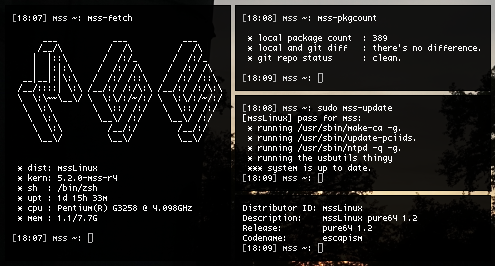 [18:07] mss ~: mss-fetch
* dist: mssLinux
* kern: 5.2.0-mss-r4
* sh  : /bin/zsh
* upt : 1d 15h 33m
* cpu : Pentium(R) G3258 @ 4.098GHz
* mem : 1.1/7.7G
[18:07] mss ~:
[18:08] mss ~: mss-pkgcount
* local package count  : 389
* local and git diff   : there's no difference.
* git repo status      : clean.
[18:09] mss ~:
[18:08] mss ~: sudo mss-update
[mssLinux] pass for mss:
* running /usr/sbin/make-ca -g.
* running /usr/sbin/update-pciids.
* running /usr/sbin/ntpd -q -g.
* running the usbutils thingy
*** system is up to date.
[18:09] mss ~:
Distributor ID: mssLinux
Description:    mssLinux pure64 1.2
Release:        pure64 1.2
Codename:       escapism
[18:09] mss ~: